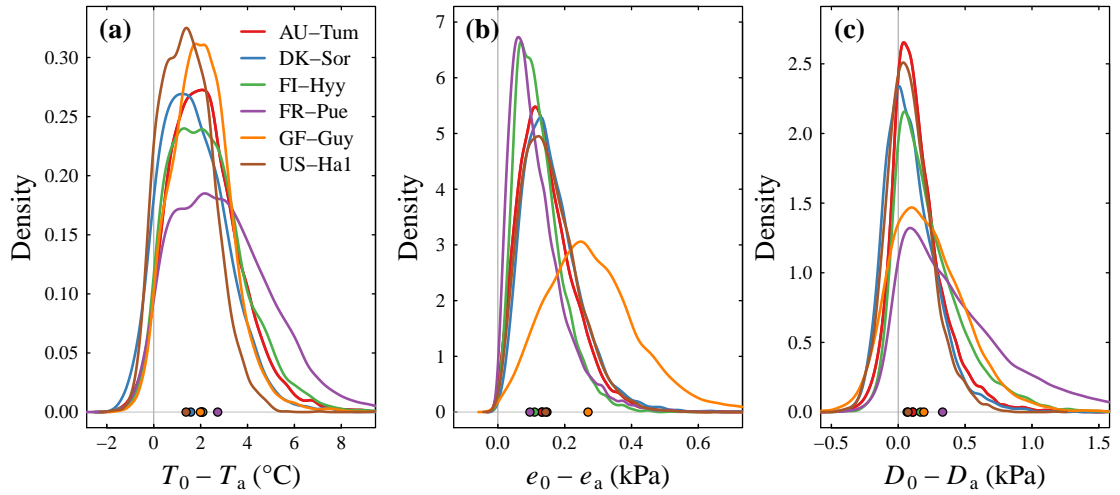 (a)
AU−Tum
DK−Sor
FI−Hyy
FR−Pue
GF−Guy
US−Ha1
Density
0.00
0.05
0.10
0.15
0.20
0.25
0.30
−2
0
2
4
6
8
T0 − Ta (°C)
(b)
Density
0
1
2
3
4
5
6
7
0.0
0.2
0.4
0.6
e0 − ea (kPa)
(c)
Density
0.0
0.5
1.0
1.5
2.0
2.5
−0.5
0.0
0.5
1.0
1.5
D0 − Da (kPa)